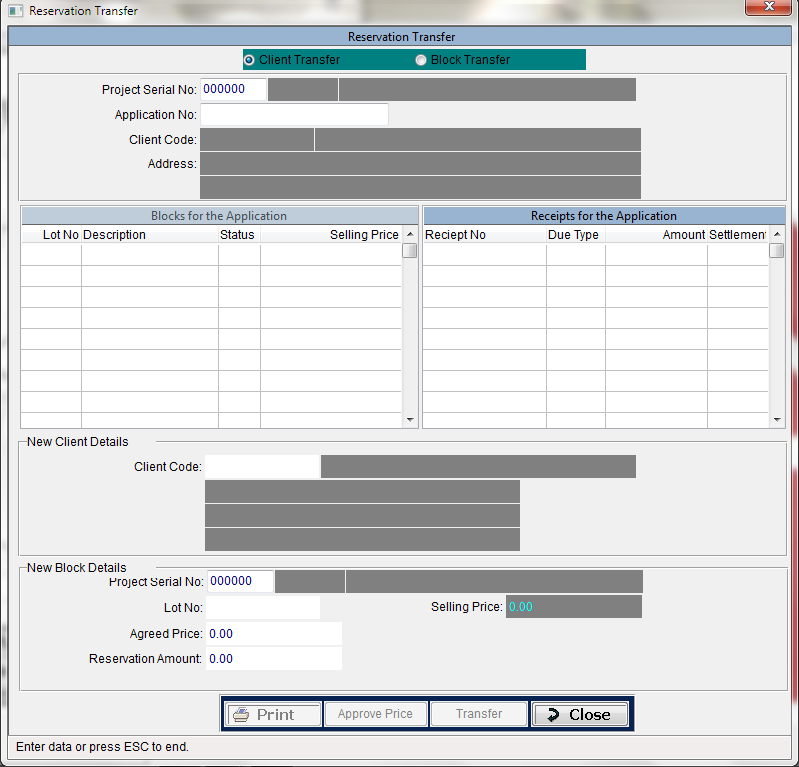 Reservation Transfer
Reservation Transfer
Client Transfer Block Transfer
Project Serial No: 000000
Application No:
Client Code:
Address:
Blocks for the Application
Lot No Description Status Selling Price
Receipts for the Application
Reciept No Due Type Amount Settlement
New Client Details
Client Code:
New Block Details
Project Serial No: 000000
Lot No: Selling Price: 0.00
Agreed Price: 0.00
Reservation Amount: 0.00
Print Approve Price Transfer Close
Enter data or press ESC to end.